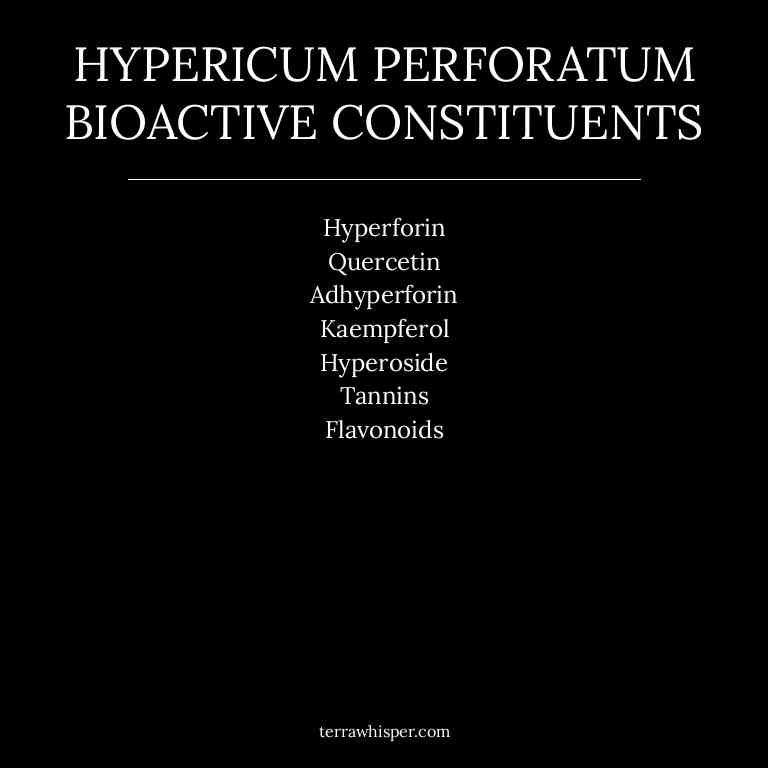 HYPERICUM PERFORATUM
BIOACTIVE CONSTITUENTS
Hyperforin
Quercetin
Adhyperforin
Kaempferol
Hyperoside
Tannins
Flavonoids
terrawhisper.com